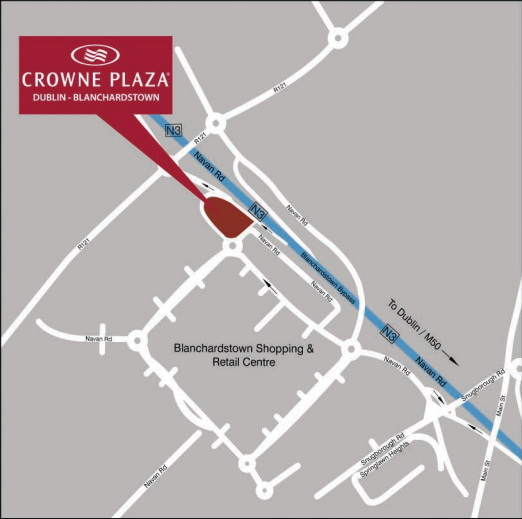 CROWNE PLAZA®
DUBLIN - BLANCHARDSTOWN
R121
N3
R121
Navan Rd
N3
Navan Rd
R121
Navan Rd
Blanchardstown Bypass
Navan Rd
To Dublin / M50
N3
Navan Rd
Blanchardstown Shopping &
Retail Centre
Navan Rd
Navan Rd
Snugborough Rd
Main St
Snugborough Rd
Springlawn Heights
Navan Rd
Main St